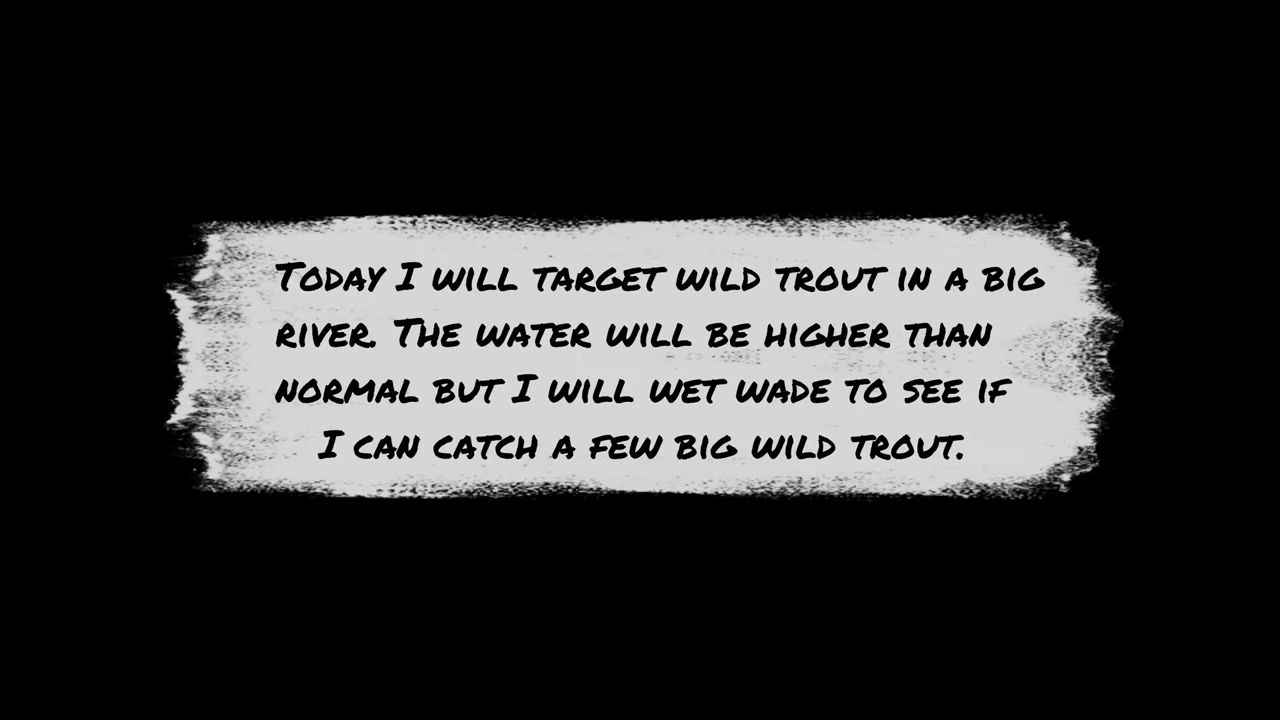 Today I will target wild trout in a big
river. The water will be higher than
normal but I will wet wade to see if
I can catch a few big wild trout.